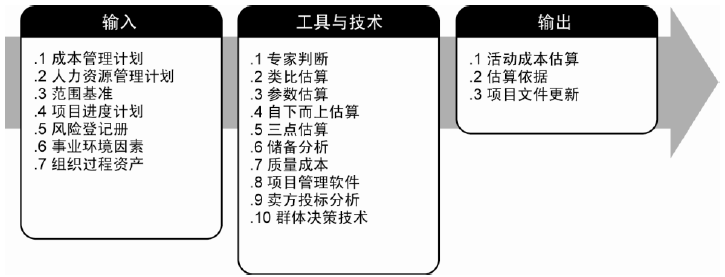 输入
.1 成本管理计划
.2 人力资源管理计划
.3 范围基准
.4 项目进度计划
.5 风险登记册
.6 事业环境因素
.7 组织过程资产
工具与技术
.1 专家判断
.2 类比估算
.3 参数估算
.4 自下而上估算
.5 三点估算
.6 储备分析
.7 质量成本
.8 项目管理软件
.9 卖方投标分析
.10 群体决策技术
输出
.1 活动成本估算
.2 估算依据
.3 项目文件更新